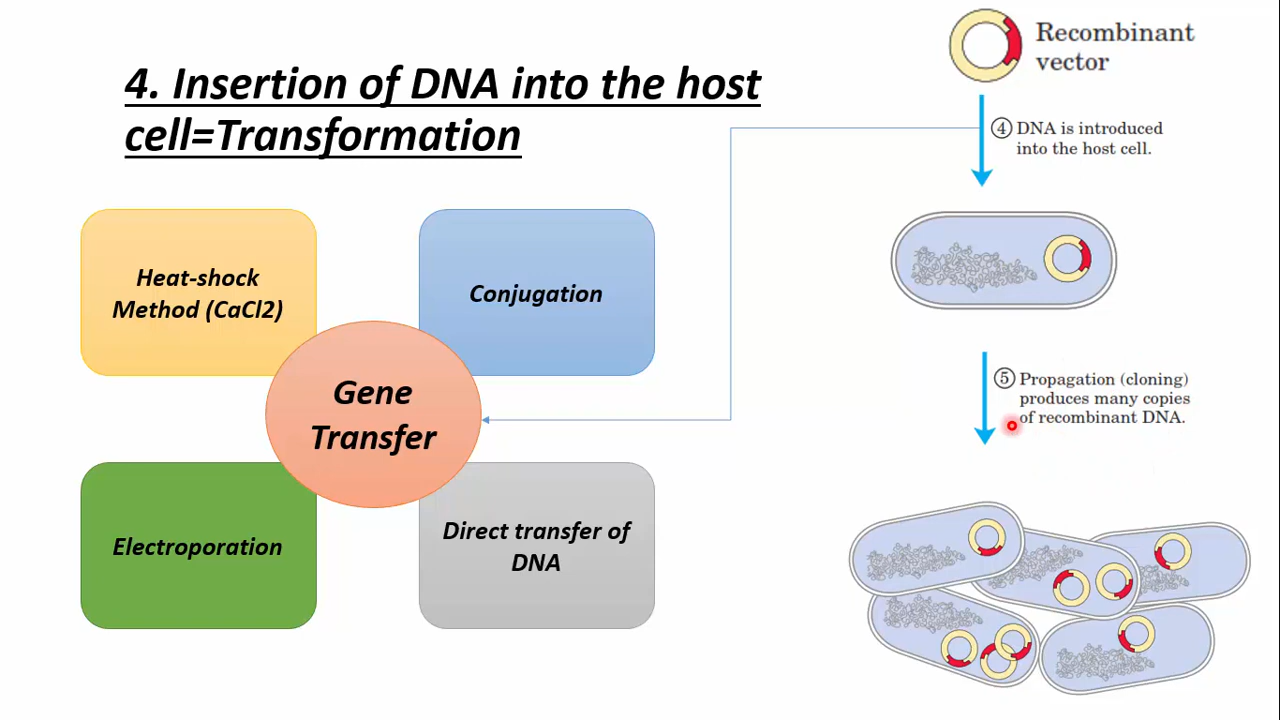 4. Insertion of DNA into the host
cell=Transformation
Heat-shock
Method (CaCl2)
Conjugation
Gene
Transfer
Electroporation
Direct transfer of
DNA
Recombinant
vector
④ DNA is introduced
into the host cell.
⑤ Propagation (cloning)
produces many copies
of recombinant DNA.